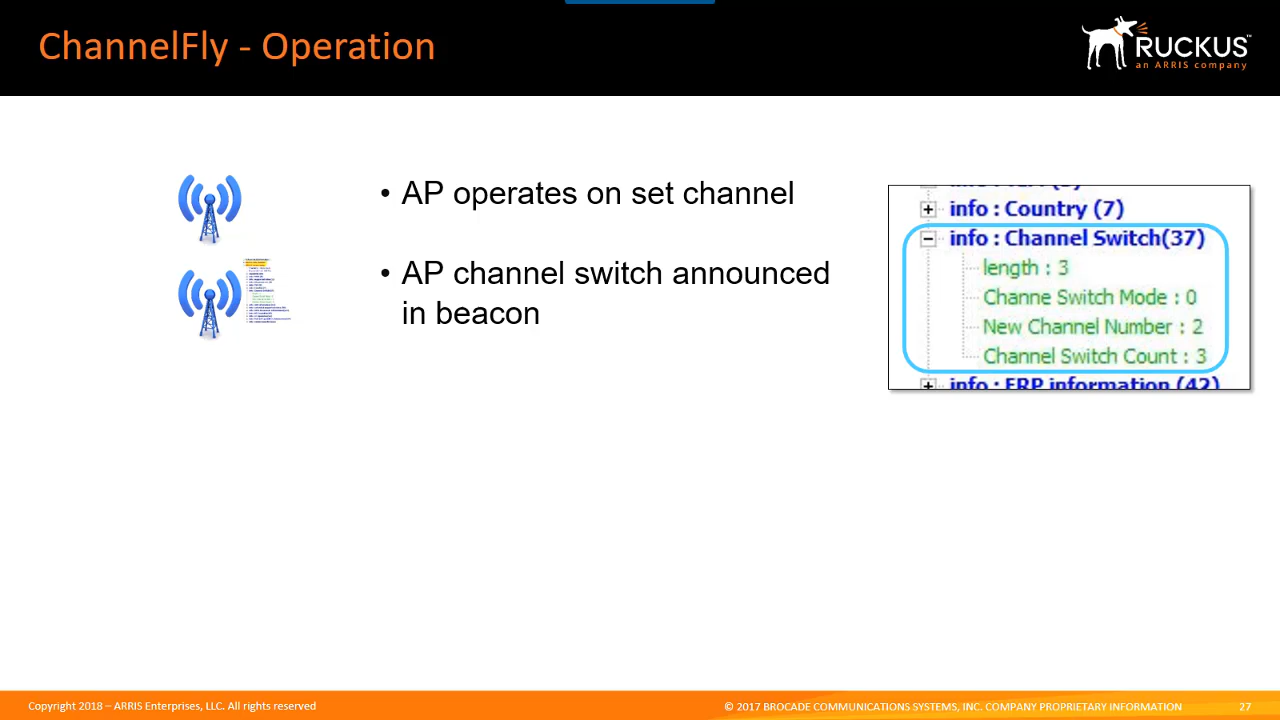 ChannelFly - Operation
RUCKUS™
an ARRIS company
• AP operates on set channel
• AP channel switch announced
in beacon
info : Country (7)
info : Channel Switch(37)
length : 3
Channe Switch Mode : 0
New Channel Number : 2
Channel Switch Count : 3
info : ERP information (42)
Copyright 2018 – ARRIS Enterprises, LLC. All rights reserved
© 2017 BROCADE COMMUNICATIONS SYSTEMS, INC. COMPANY PROPRIETARY INFORMATION
27